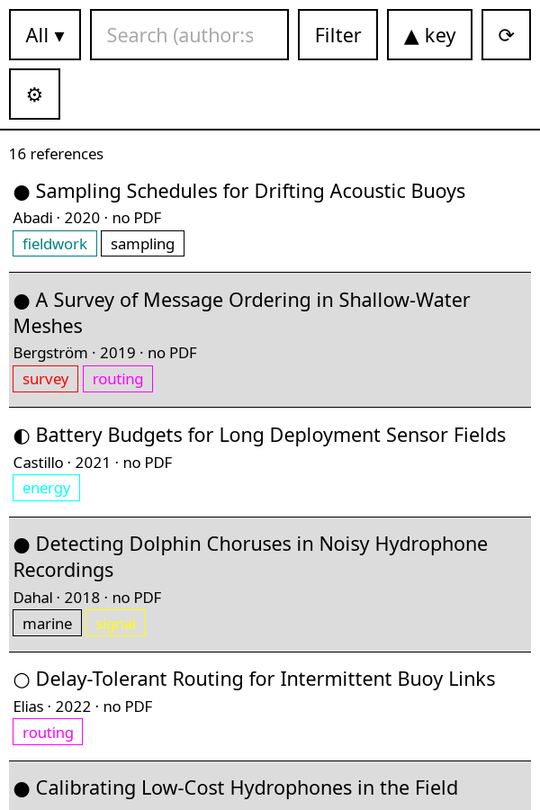 All ▾
Search (author:s
Filter
▲ key
⟳
⚙
16 references
● Sampling Schedules for Drifting Acoustic Buoys
Abadi · 2020 · no PDF
fieldwork sampling
● A Survey of Message Ordering in Shallow-Water
Meshes
Bergström · 2019 · no PDF
survey routing
◐ Battery Budgets for Long Deployment Sensor Fields
Castillo · 2021 · no PDF
energy
● Detecting Dolphin Choruses in Noisy Hydrophone
Recordings
Dahal · 2018 · no PDF
marine signal
○ Delay-Tolerant Routing for Intermittent Buoy Links
Elias · 2022 · no PDF
routing
● Calibrating Low-Cost Hydrophones in the Field